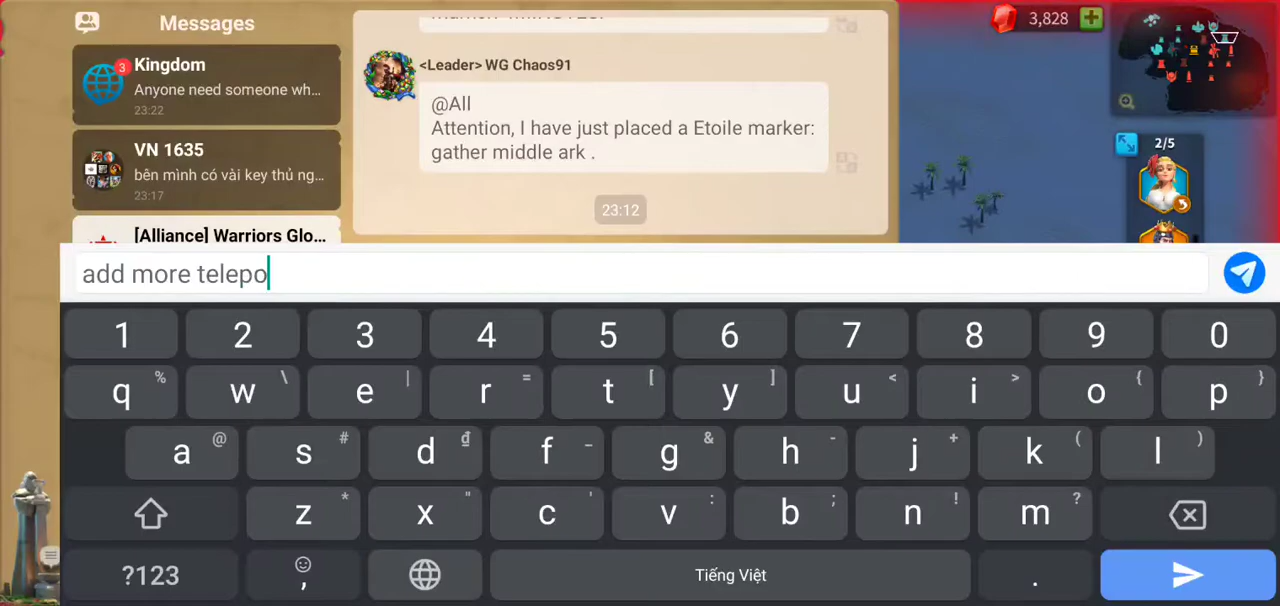 Messages
3
Kingdom
Anyone need someone wh...
23:22
VN 1635
bên mình có vài key thủ ng...
23:17
[Alliance] Warriors Glo...
<Leader> WG Chaos91
@All
Attention, I have just placed a Etoile marker:
gather middle ark .
23:12
3,828
2/5
add more telepo
1 2 3 4 5 6 7 8 9 0
q % w \ e | r = t [ y ] u < i > o { p }
a @ s # d ₫ f _ g & h - j + k ( l )
z * x " c ' v : b ; n ! m ?
?123 , Tiếng Việt .